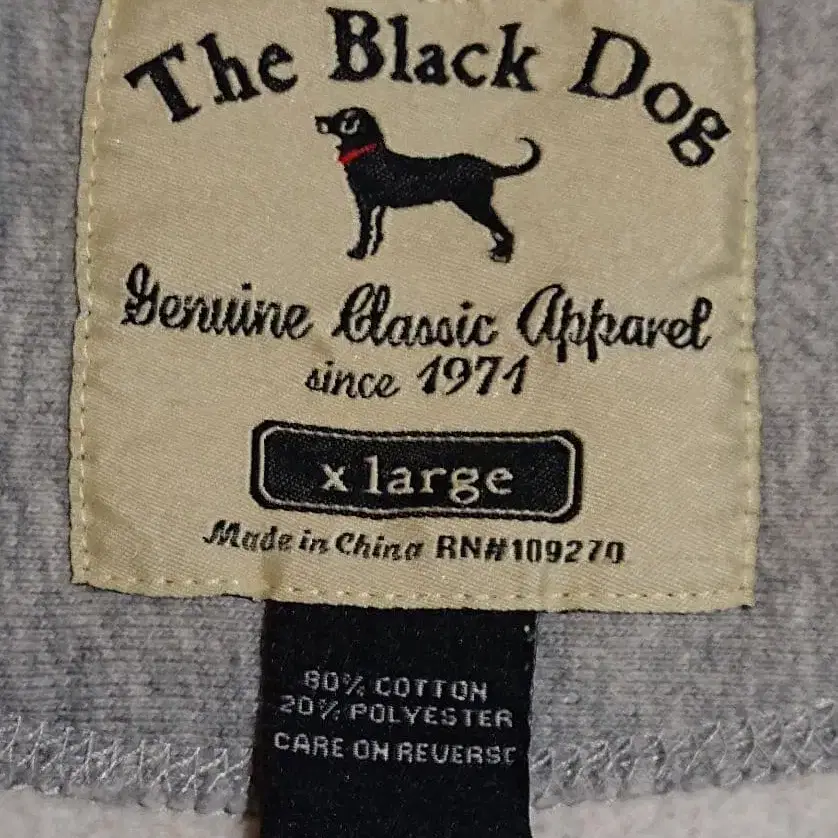 The Black Dog
Genuine Classic Apparel
since 1971
x large
Made in China RN#109270
80% COTTON
20% POLYESTER
CARE ON REVERSE